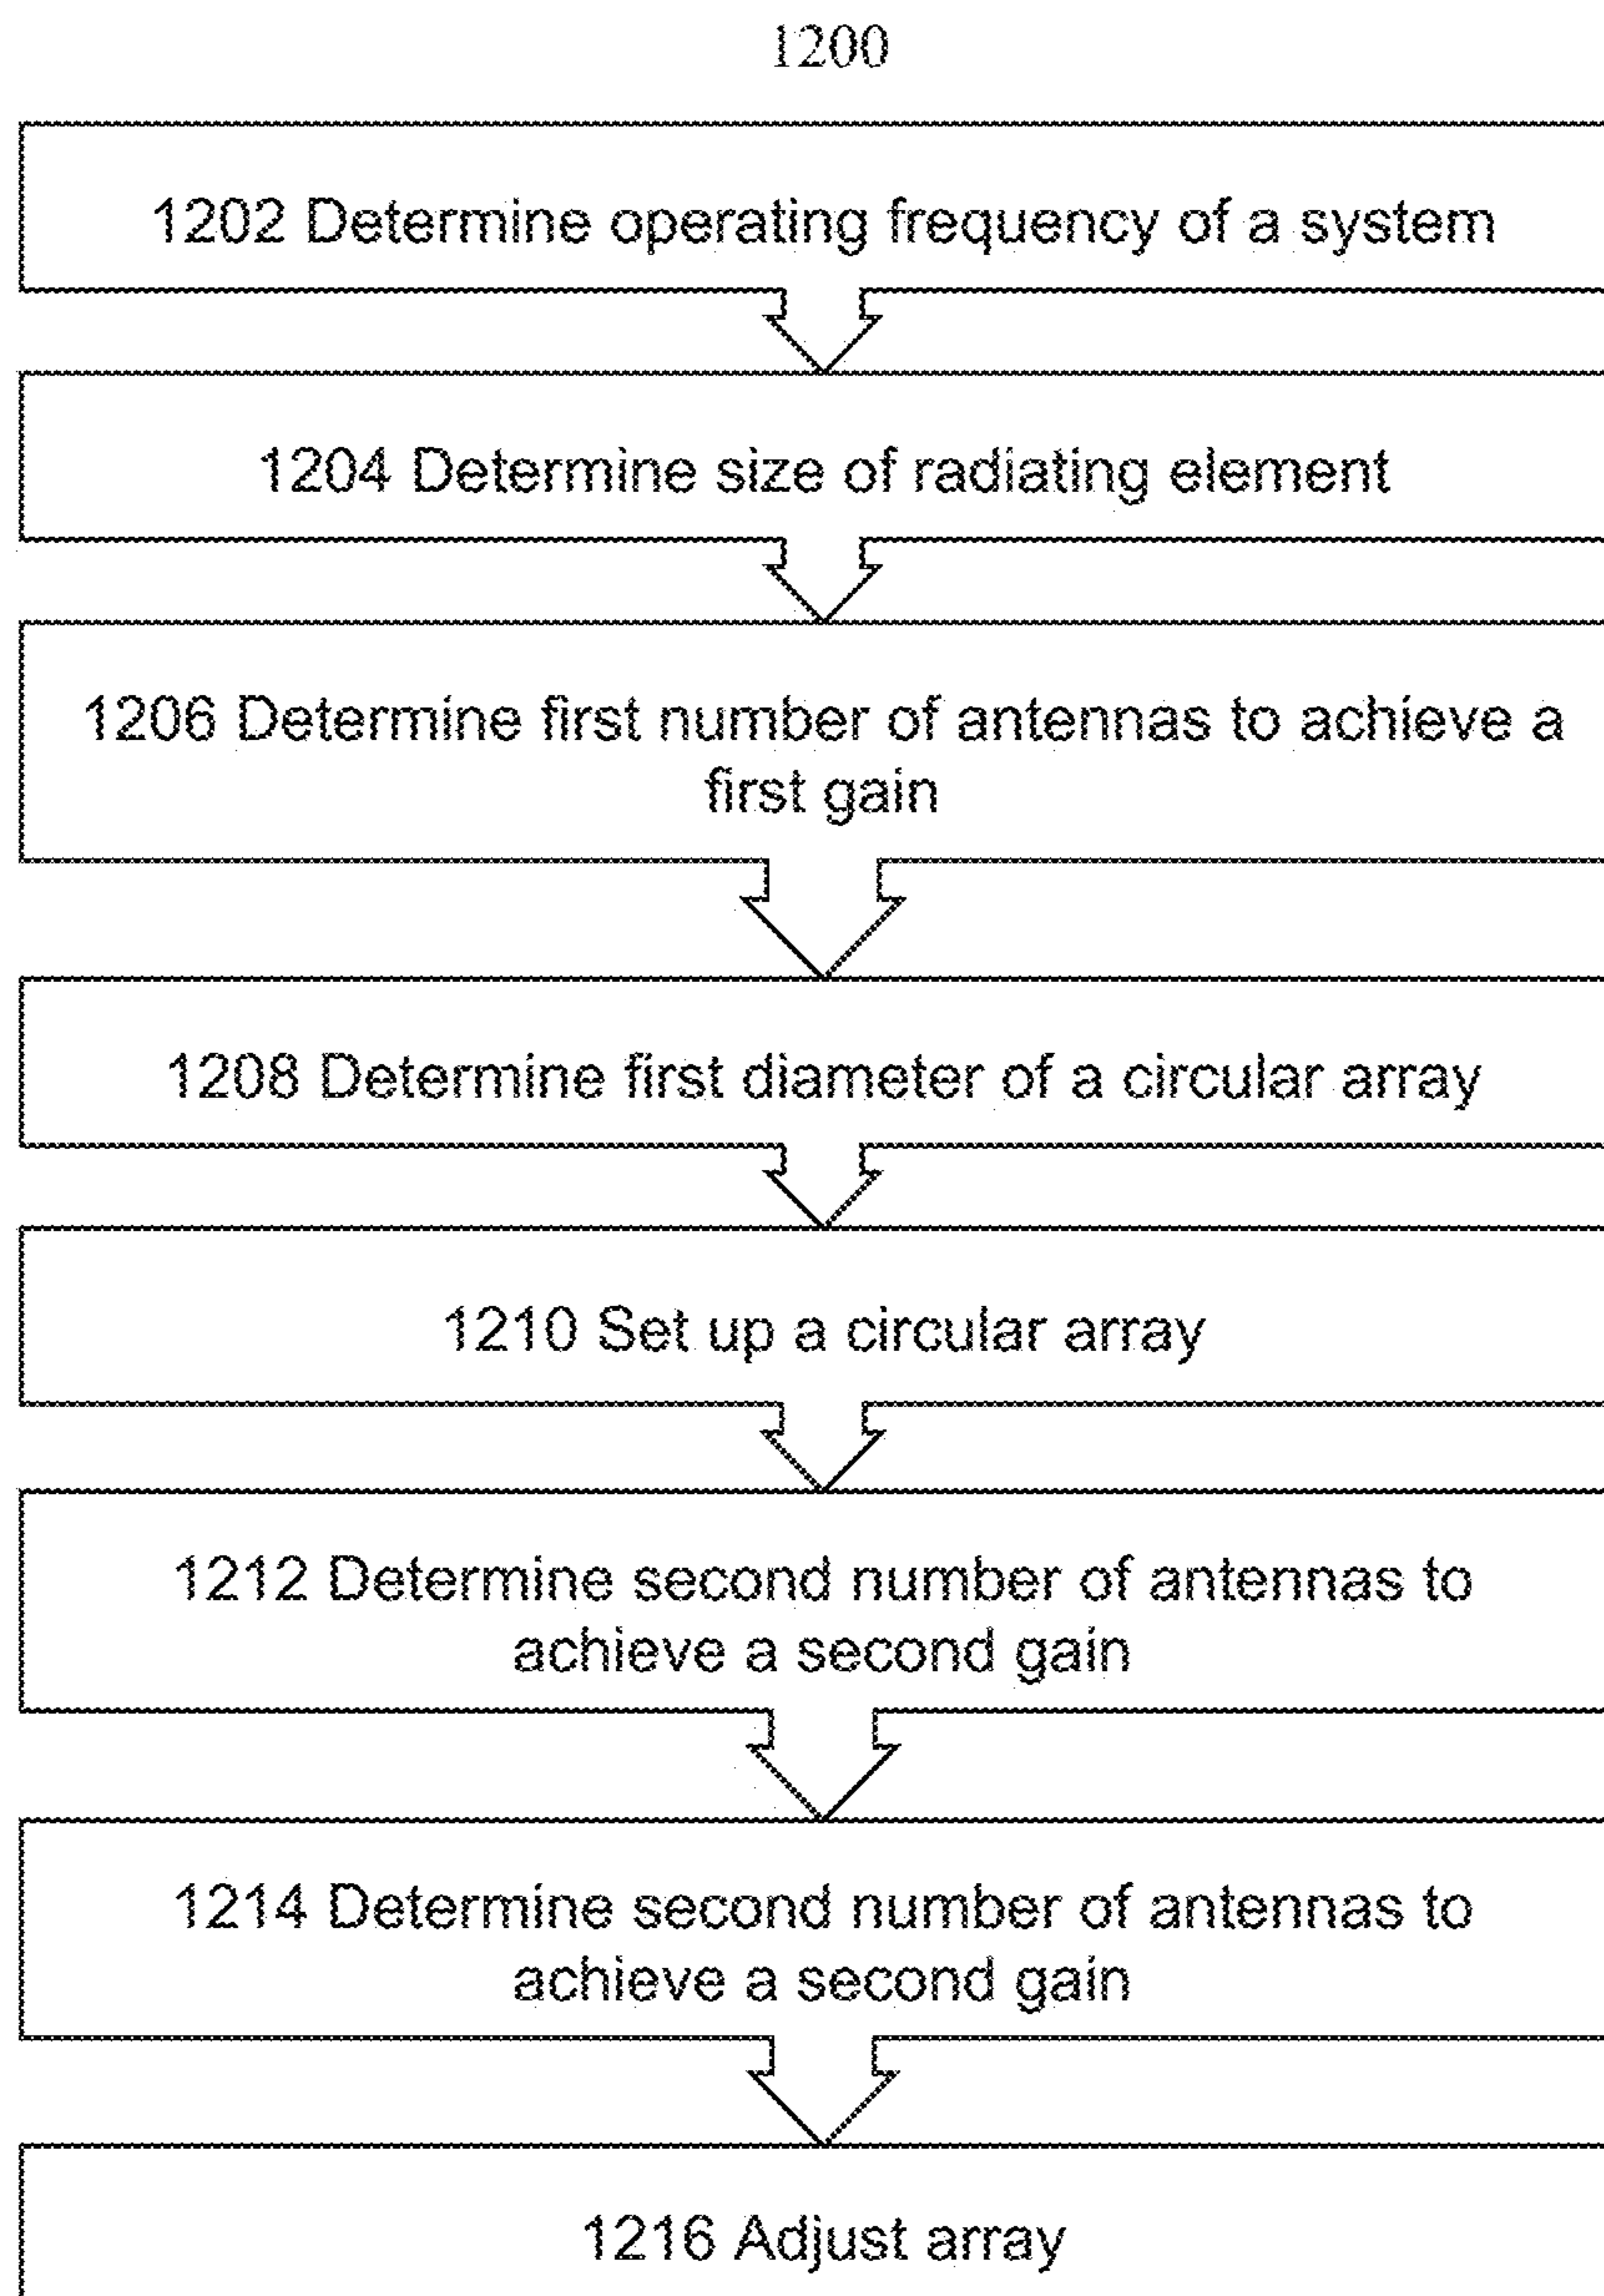 1200
1202 Determine operating frequency of a system
1204 Determine size of radiating element
1206 Determine first number of antennas to achieve a
first gain
1208 Determine first diameter of a circular array
1210 Set up a circular array
1212 Determine second number of antennas to
achieve a second gain
1214 Determine second number of antennas to
achieve a second gain
1216 Adjust array